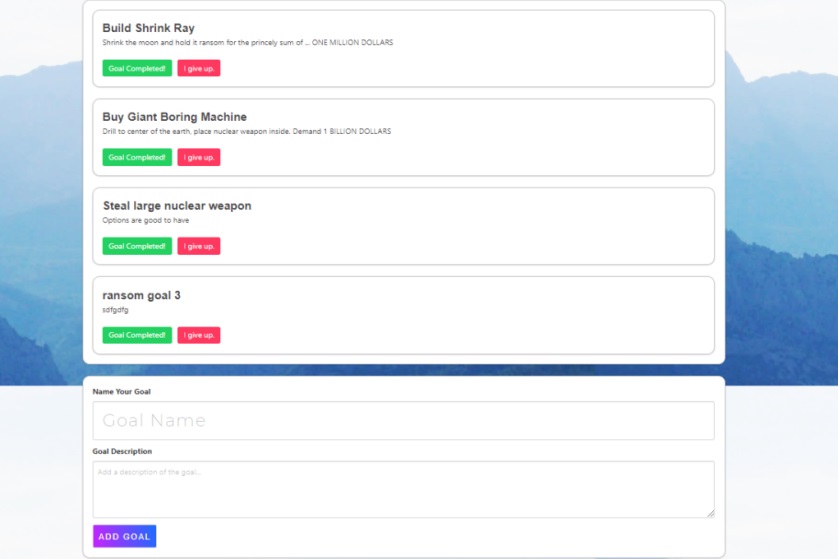 Build Shrink Ray
Shrink the moon and hold it ransom for the princely sum of ... ONE MILLION DOLLARS
Goal Completed! I give up.
Buy Giant Boring Machine
Drill to center of the earth, place nuclear weapon inside. Demand 1 BILLION DOLLARS
Goal Completed! I give up.
Steal large nuclear weapon
Options are good to have
Goal Completed! I give up.
ransom goal 3
sdfgdfg
Goal Completed! I give up.
Name Your Goal
Goal Name
Goal Description
Add a description of the goal...
ADD GOAL